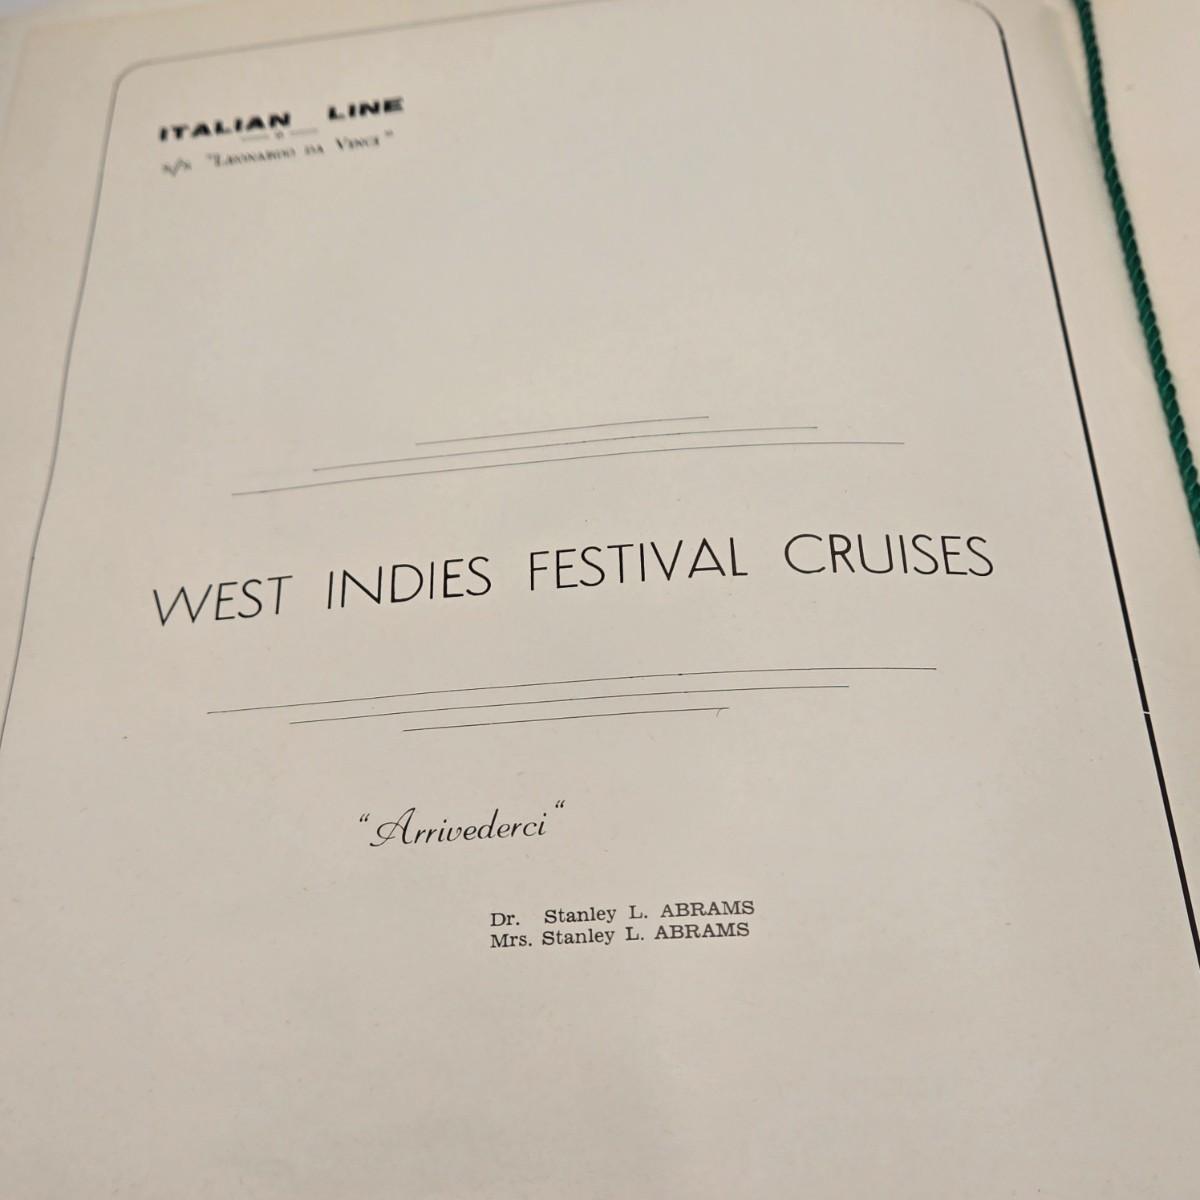 ITALIAN LINE
s/s "LEONARDO DA VINCI"
WEST INDIES FESTIVAL CRUISES
“Arrivederci“
Dr. Stanley L. ABRAMS
Mrs. Stanley L. ABRAMS